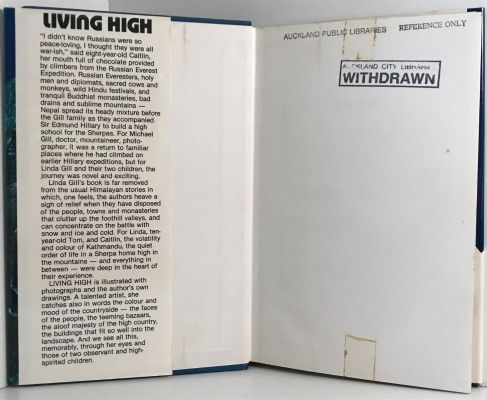 LIVING HIGH
"I didn't know Russians were so
peace-loving, I thought they were all
war-ish," said eight-year-old Caitlin,
her mouth full of chocolate provided
by climbers from the Russian Everest
Expedition. Russian Everesters, holy
men and diplomats, sacred cows and
monkeys, wild Hindu festivals, and
tranquil Buddhist monasteries, bad
drains and sublime mountains —
Nepal spread its heady mixture before
the Gill family as they accompanied
Sir Edmund Hillary to build a high
school for the Sherpas. For Michael
Gill, doctor, mountaineer, photo-
grapher, it was a return to familiar
places where he had climbed on
earlier Hillary expeditions, but for
Linda Gill and their two children, the
journey was novel and exciting.
Linda Gill's book is far removed
from the usual Himalayan stories in
which, one feels, the authors heave a
sigh of relief when they have disposed
of the people, towns and monasteries
that clutter up the foothill valleys, and
can concentrate on the battle with
snow and ice and cold. For Linda, ten-
year-old Tom, and Caitlin, the volatility
and colour of Kathmandu, the quiet
order of life in a Sherpa home high in
the mountains — and everything in
between — were deep in the heart of
their experience.
LIVING HIGH is illustrated with
photographs and the author's own
drawings. A talented artist, she
catches also in words the colour and
mood of the countryside — the faces
of the people, the teeming bazaars,
the aloof majesty of the high country,
the buildings that fit so well into the
landscape. And we see all this,
memorably, through her eyes and
those of two observant and high-
spirited children.
AUCKLAND PUBLIC LIBRARIES REFERENCE ONLY
CITY
WITHDRAWN